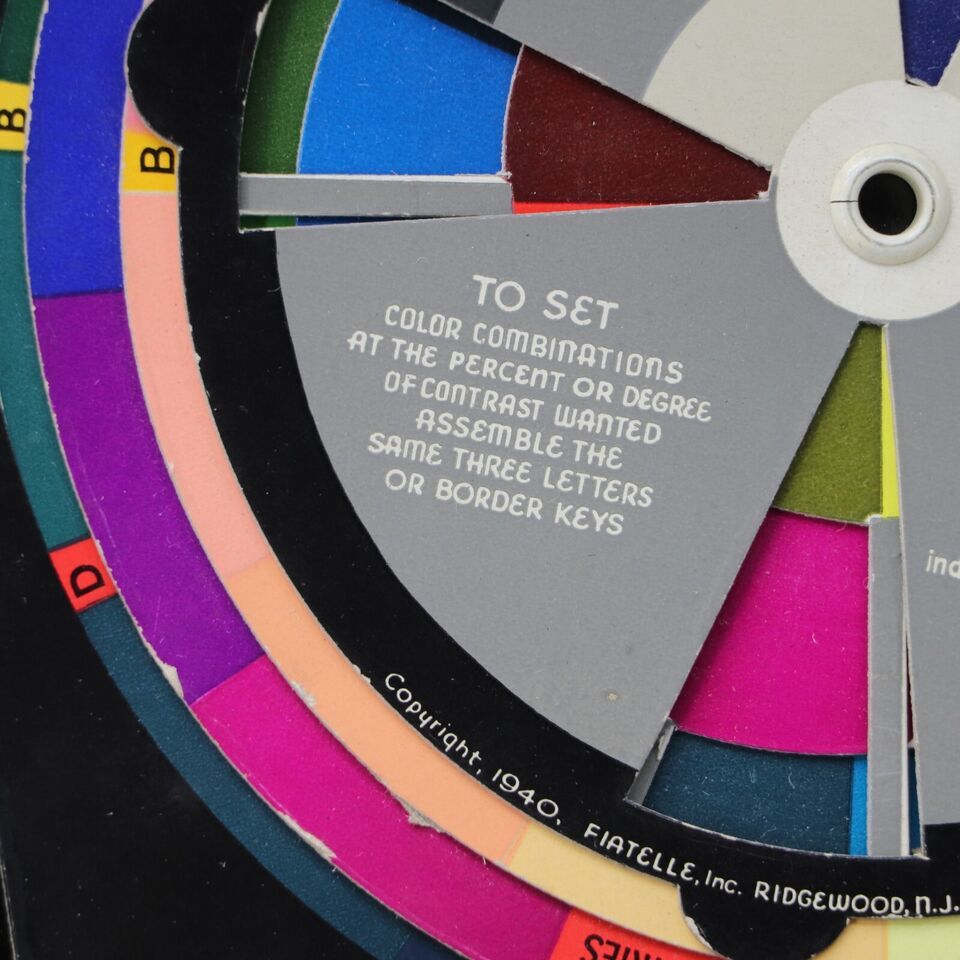 B
B
TO SET
COLOR COMBINATIONS
AT THE PERCENT OR DEGREE
OF CONTRAST WANTED
ASSEMBLE THE
SAME THREE LETTERS
OR BORDER KEYS
D
Copyright, 1940, FIATELLE, Inc. RIDGEWOOD, N.J.